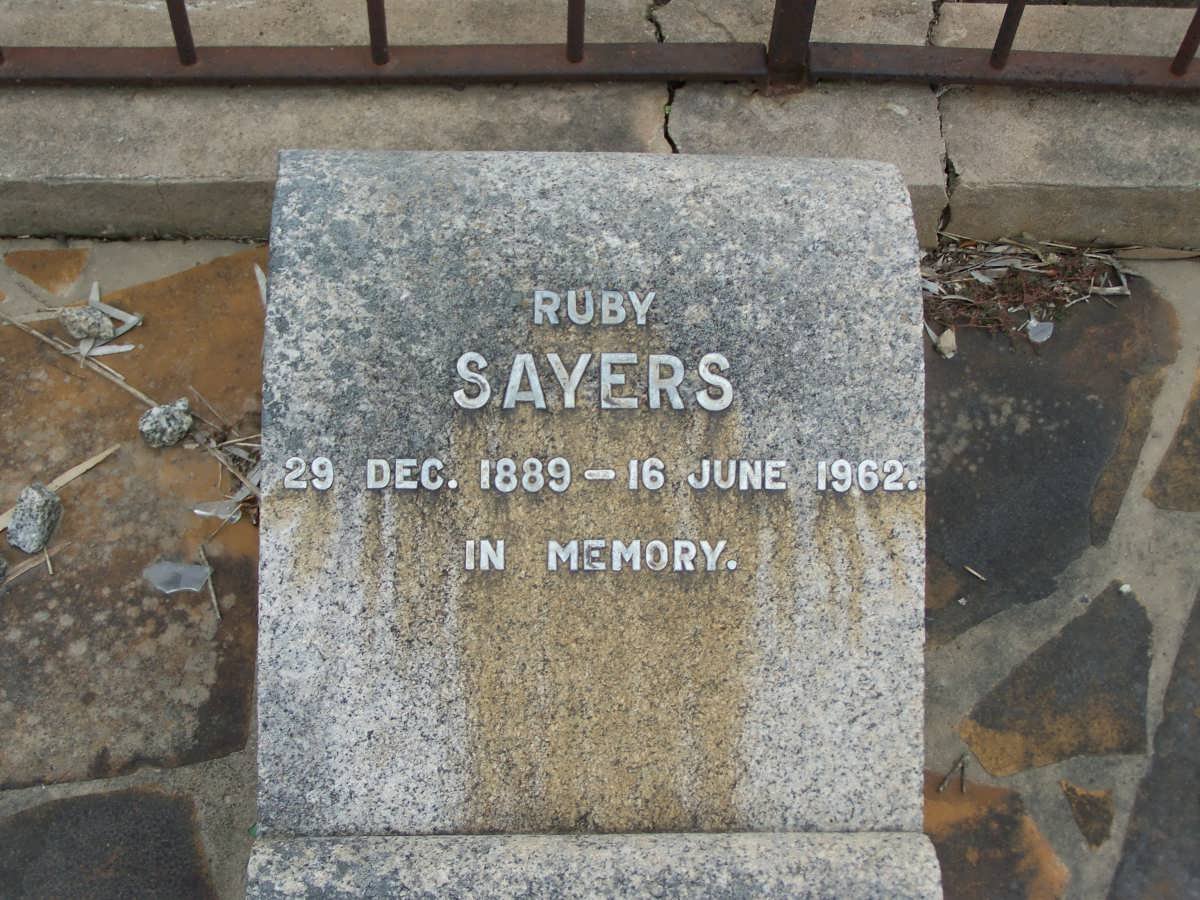 RUBY
SAYERS
29 DEC. 1889 – 16 JUNE 1962.
IN MEMORY.